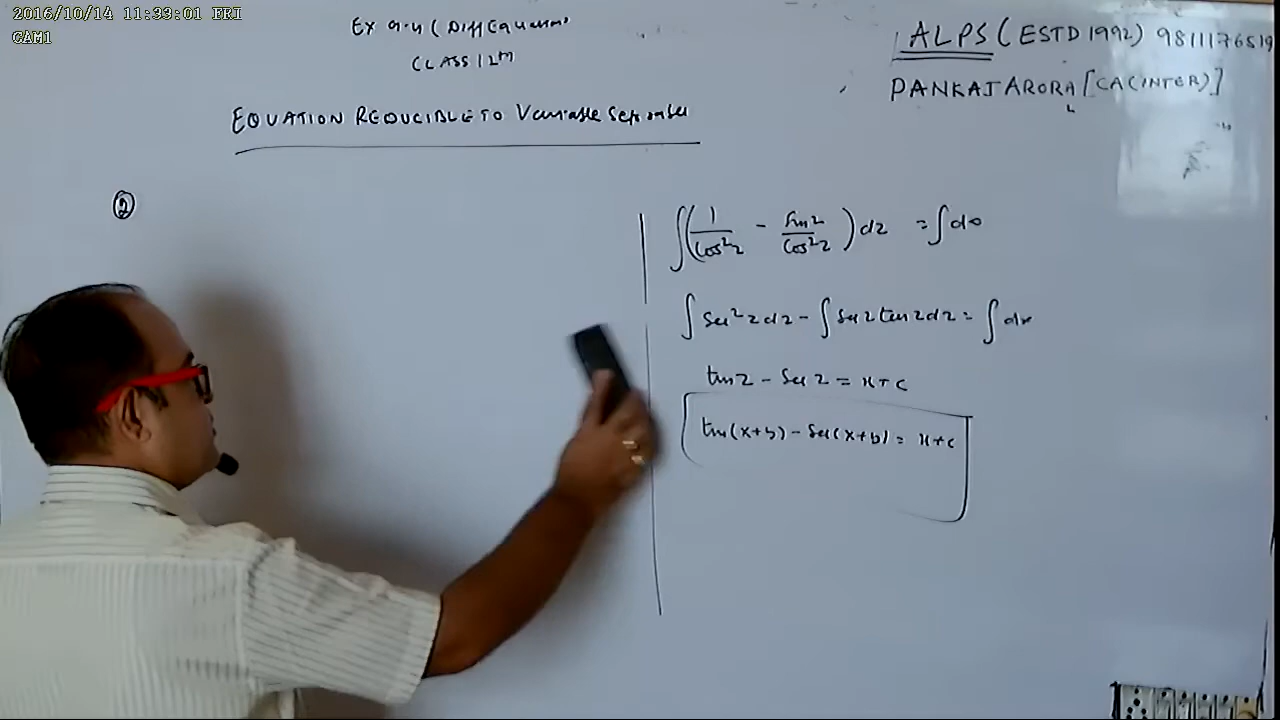 2016/10/14 11:39:01 FRI
CAM1
Ex 9.4 ( Diff Equation)
CLASS 12th
EQUATION REDUCIBLE TO Variable Separable
ALPS (ESTD 1992) 9811176519
PANKAJ ARORA [CA(INTER)]
②
∫(1/cos²z - sinz/cos²z) dz = ∫dx
∫sec²z dz - ∫secz tanz dz = ∫dx
tanz - secz = x+c
tan(x+y) - sec(x+y) = x+c